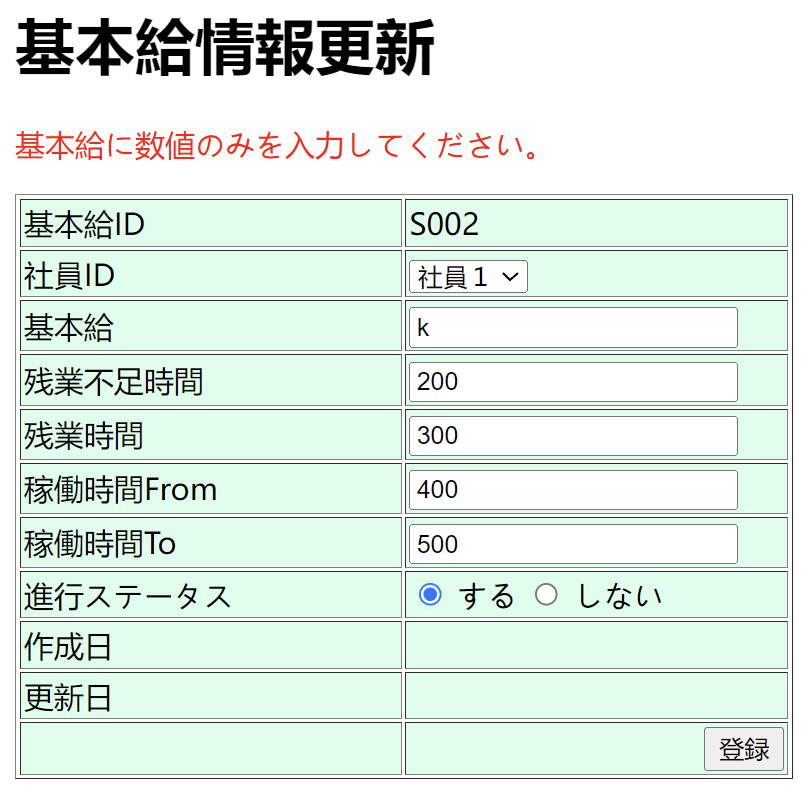 基本給情報更新
基本給に数値のみを入力してください。
基本給ID S002
社員ID 社員１
基本給 k
残業不足時間 200
残業時間 300
稼働時間From 400
稼働時間To 500
進行ステータス する しない
作成日
更新日
登録